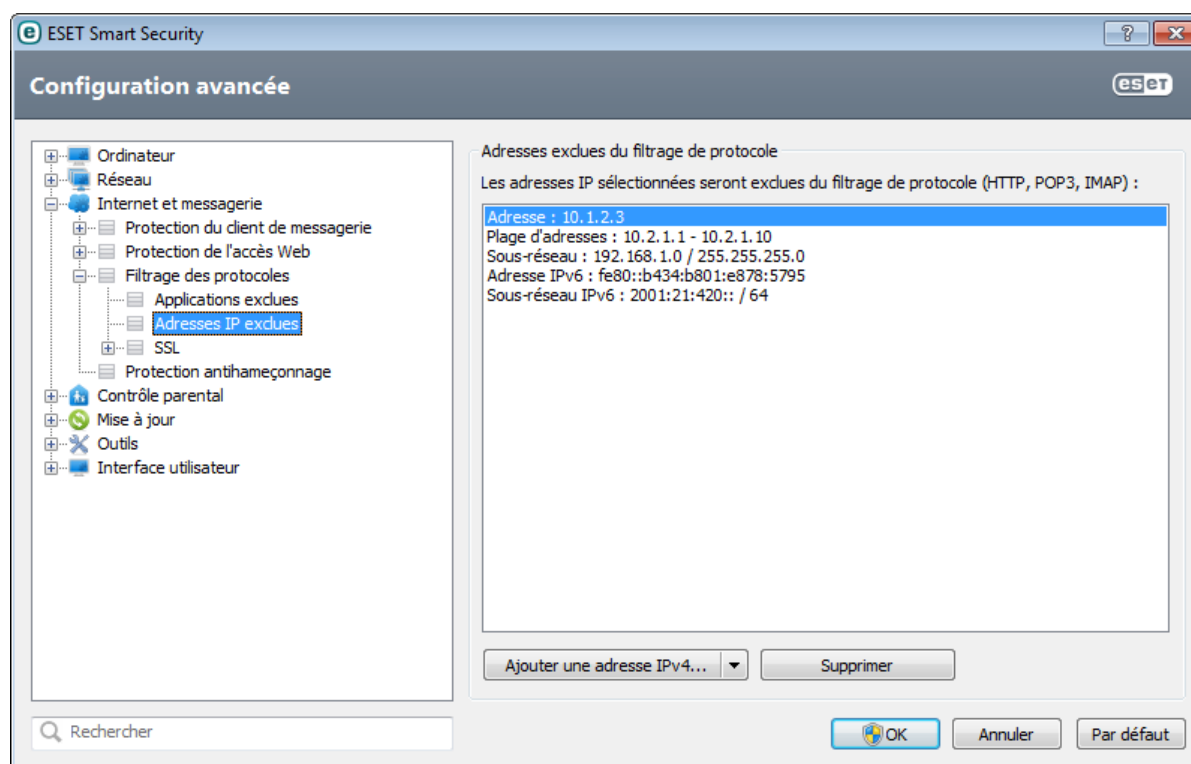 ESET Smart Security
Configuration avancée
eset
Ordinateur
Réseau
Internet et messagerie
Protection du client de messagerie
Protection de l'accès Web
Filtrage des protocoles
Applications exclues
Adresses IP exclues
SSL
Protection antihameçonnage
Contrôle parental
Mise à jour
Outils
Interface utilisateur
Rechercher
Adresses exclues du filtrage de protocole
Les adresses IP sélectionnées seront exclues du filtrage de protocole (HTTP, POP3, IMAP) :
Adresse : 10.1.2.3
Plage d'adresses : 10.2.1.1 - 10.2.1.10
Sous-réseau : 192.168.1.0 / 255.255.255.0
Adresse IPv6 : fe80::b434:b801:e878:5795
Sous-réseau IPv6 : 2001:21:420:: / 64
Ajouter une adresse IPv4...
Supprimer
OK
Annuler
Par défaut